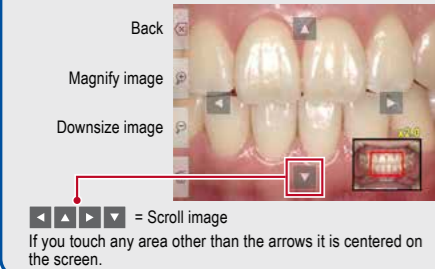 Back
Magnify image
Downsize image
x2.0
= Scroll image
If you touch any area other than the arrows it is centered on
the screen.